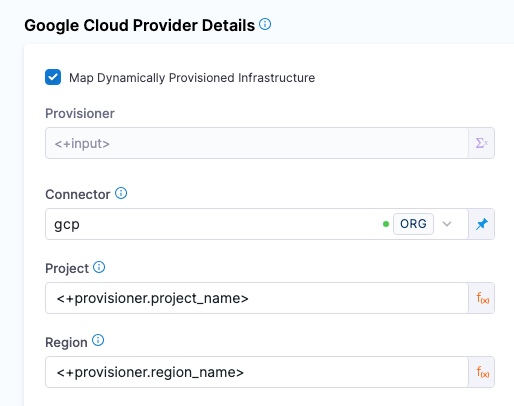 Google Cloud Provider Details
Map Dynamically Provisioned Infrastructure
Provisioner
<+input>
Connector
gcp ORG
Project
<+provisioner.project_name>
f(x)
Region
<+provisioner.region_name>
f(x)